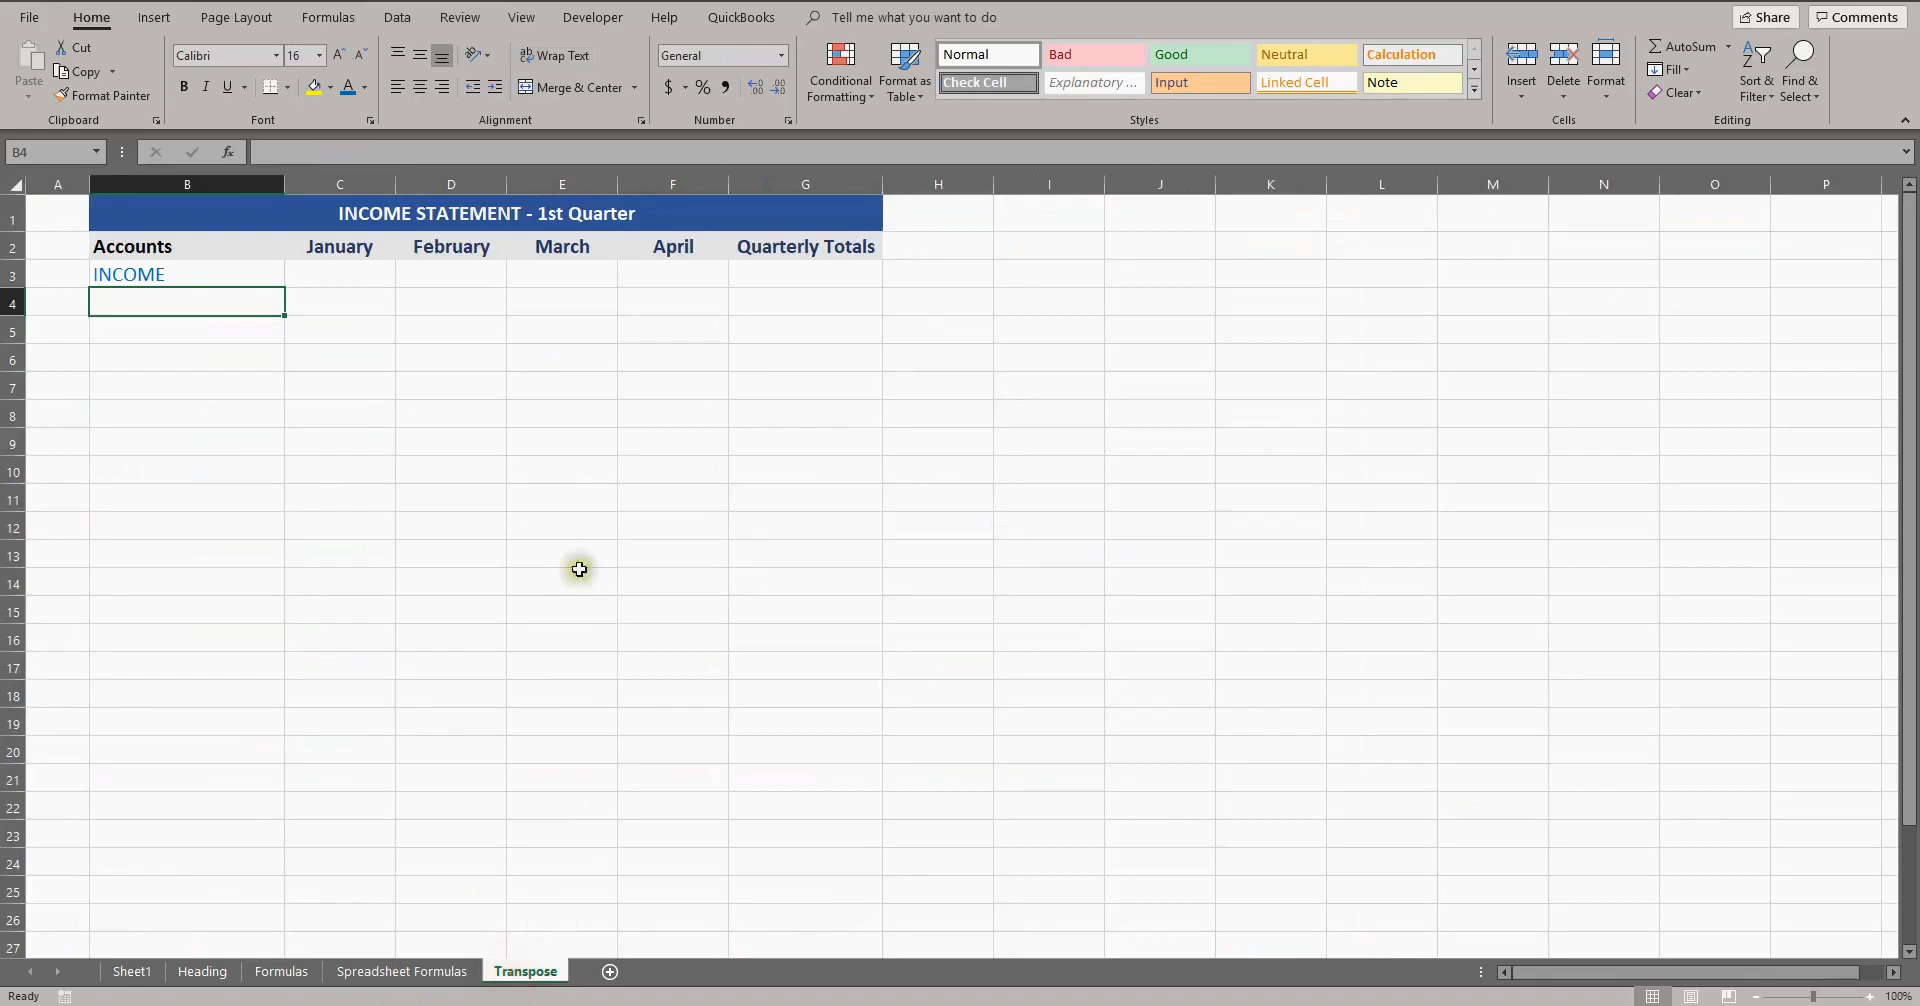 File Home Insert Page Layout Formulas Data Review View Developer Help QuickBooks Tell me what you want to do Share Comments
Paste Cut Copy Format Painter Clipboard
Calibri 16 B I U Font
Wrap Text Merge & Center Alignment
General $ % Number
Conditional Formatting Format as Table
Normal Bad Good Neutral Calculation
Check Cell Explanatory ... Input Linked Cell Note
Styles
Insert Delete Format Cells
AutoSum Fill Clear Sort & Filter Find & Select Editing
B4 fx
A B C D E F G H I J K L M N O P
1 INCOME STATEMENT - 1st Quarter
2 Accounts January February March April Quarterly Totals
3 INCOME
4
5
6
7
8
9
10
11
12
13
14
15
16
17
18
19
20
21
22
23
24
25
26
27
Sheet1 Heading Formulas Spreadsheet Formulas Transpose
Ready 100%